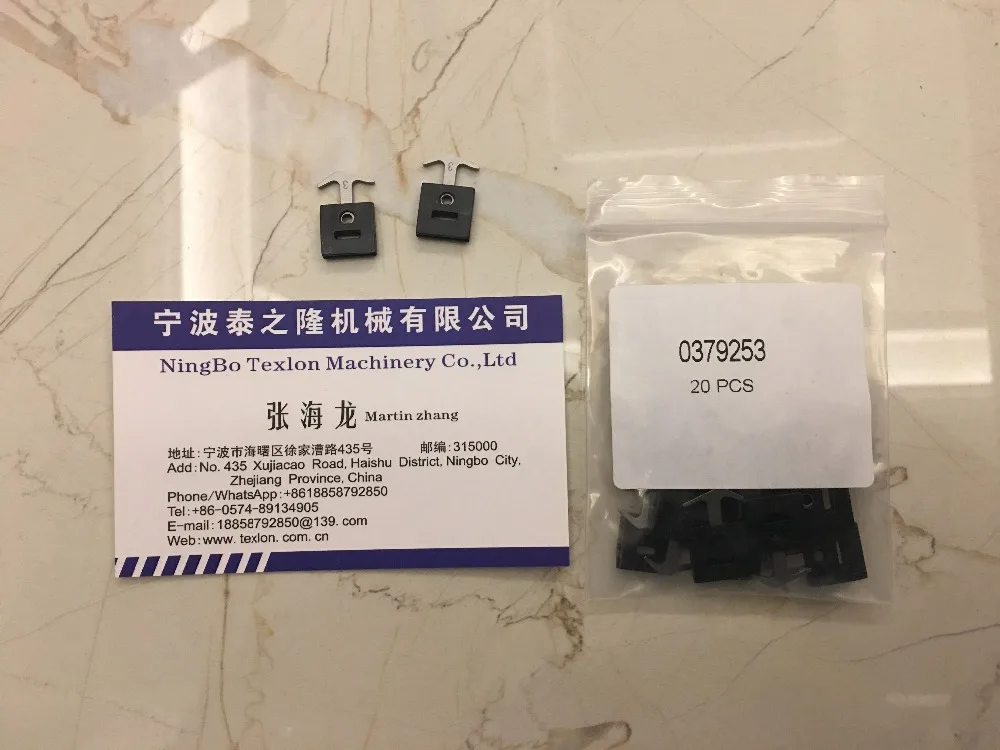 3
3
宁波泰之隆机械有限公司
NingBo Texlon Machinery Co.,Ltd
张海龙 Martin zhang
地址: 宁波市海曙区徐家漕路435号 邮编: 315000
Add: No. 435 Xujiacao Road, Haishu District, Ningbo City,
Zhejiang Province, China
Phone/WhatsApp: +8618858792850
Tel: +86-0574-89134905
E-mail: 18858792850@139. com
Web: www. texlon. com. cn
0379253
20 PCS